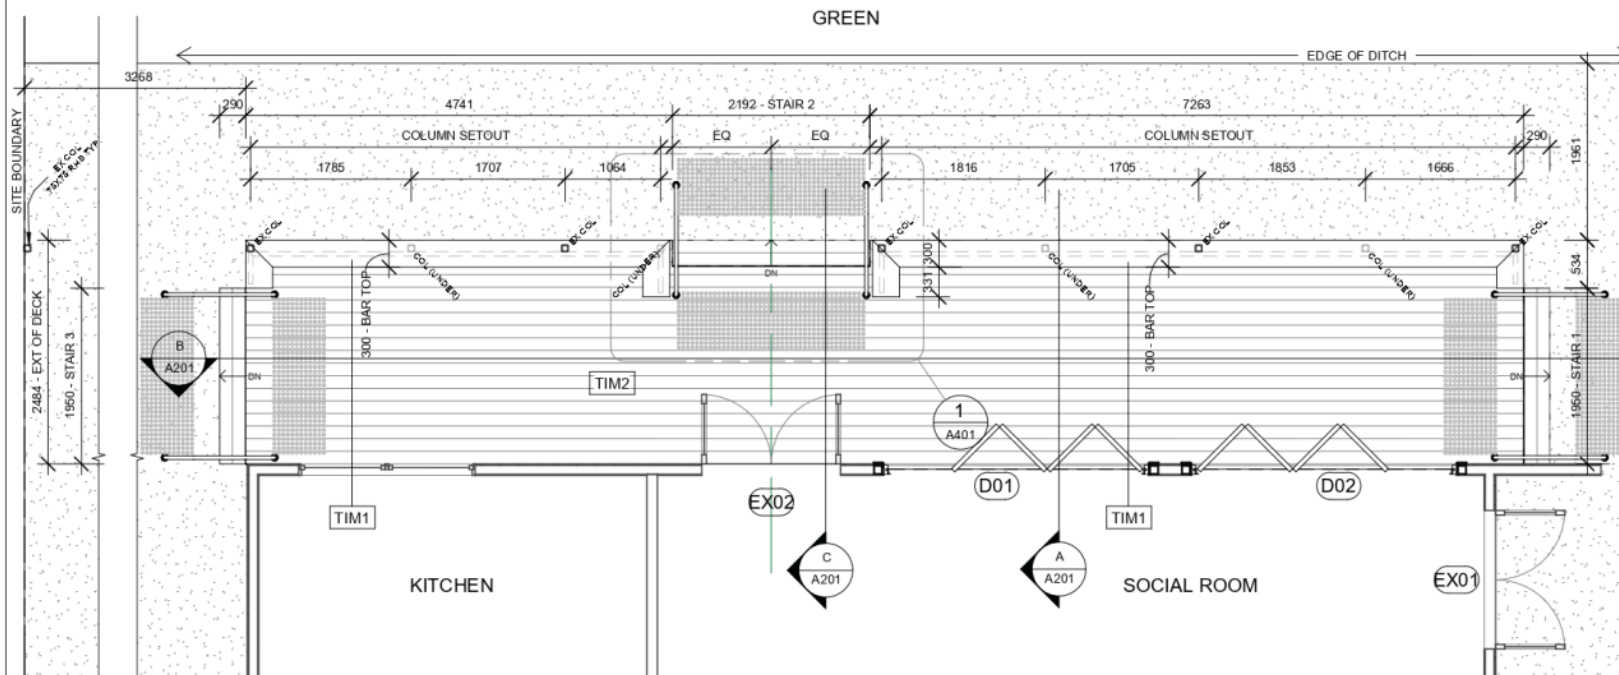 GREEN
EDGE OF DITCH
3268
290
4741
2192 - STAIR 2
7263
COLUMN SETOUT
EQ
EQ
COLUMN SETOUT
290
1961
SITE BOUNDARY
EX COL
75X75 RHS TYP
1785
1707
1064
1816
1705
1853
1666
EX COL
EX COL
EX COL
EX COL
EX COL
COL (UNDER)
COL (UNDER)
COL (UNDER)
COL (UNDER)
DN
300
331
534
2484 - EXT OF DECK
1950 - STAIR 3
300 - BAR TOP
300 - BAR TOP
1950 - STAIR 1
B
A201
DN
DN
TIM2
1
A401
D01
D02
TIM1
EX02
TIM1
C
A201
A
A201
KITCHEN
SOCIAL ROOM
EX01